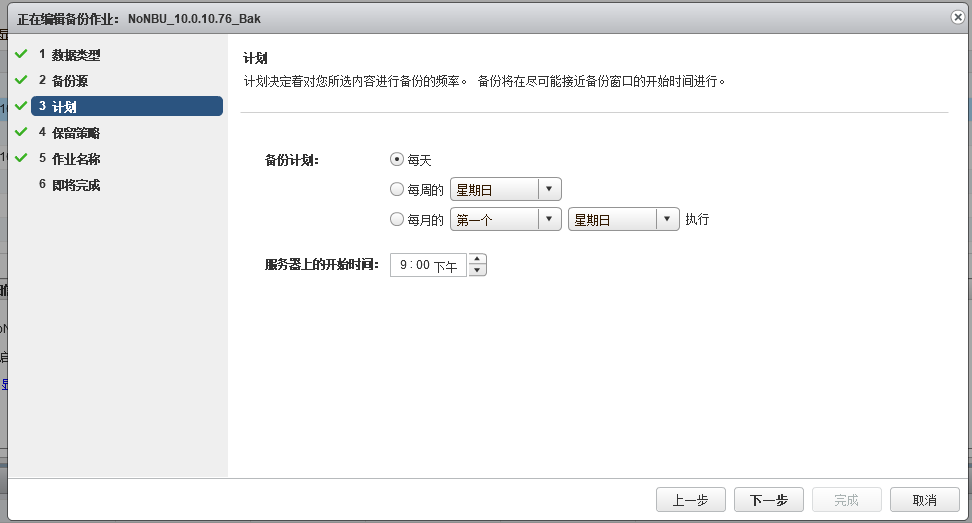 正在编辑备份作业： NoNBU_10.0.10.76_Bak
1 数据类型
2 备份源
3 计划
4 保留策略
5 作业名称
6 即将完成
计划
计划决定着对您所选内容进行备份的频率。 备份将在尽可能接近备份窗口的开始时间进行。
备份计划： 每天
每周的 星期日
每月的 第一个 星期日 执行
服务器上的开始时间： 9:00 下午
上一步 下一步 完成 取消